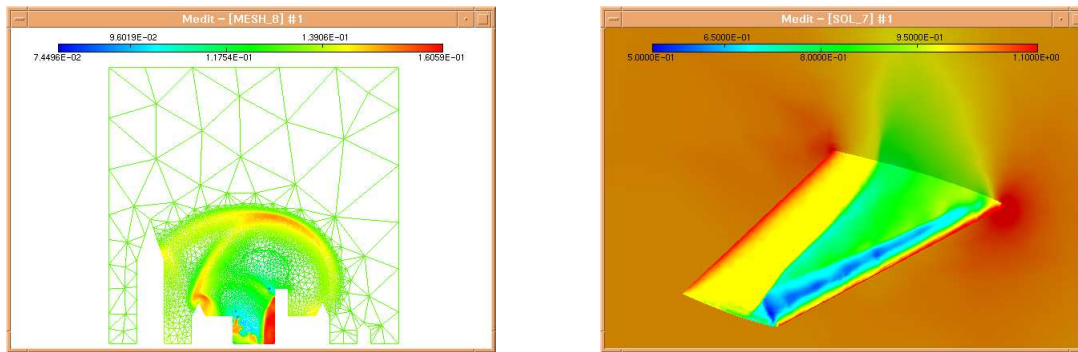 Medit – [MESH_8] #1
9.6019E–02 1.3906E–01
7.4496E–02 1.1754E–01 1.6059E–01
Medit – [SOL_7] #1
6.5000E–01 9.5000E–01
5.0000E–01 8.0000E–01 1.1000E+00